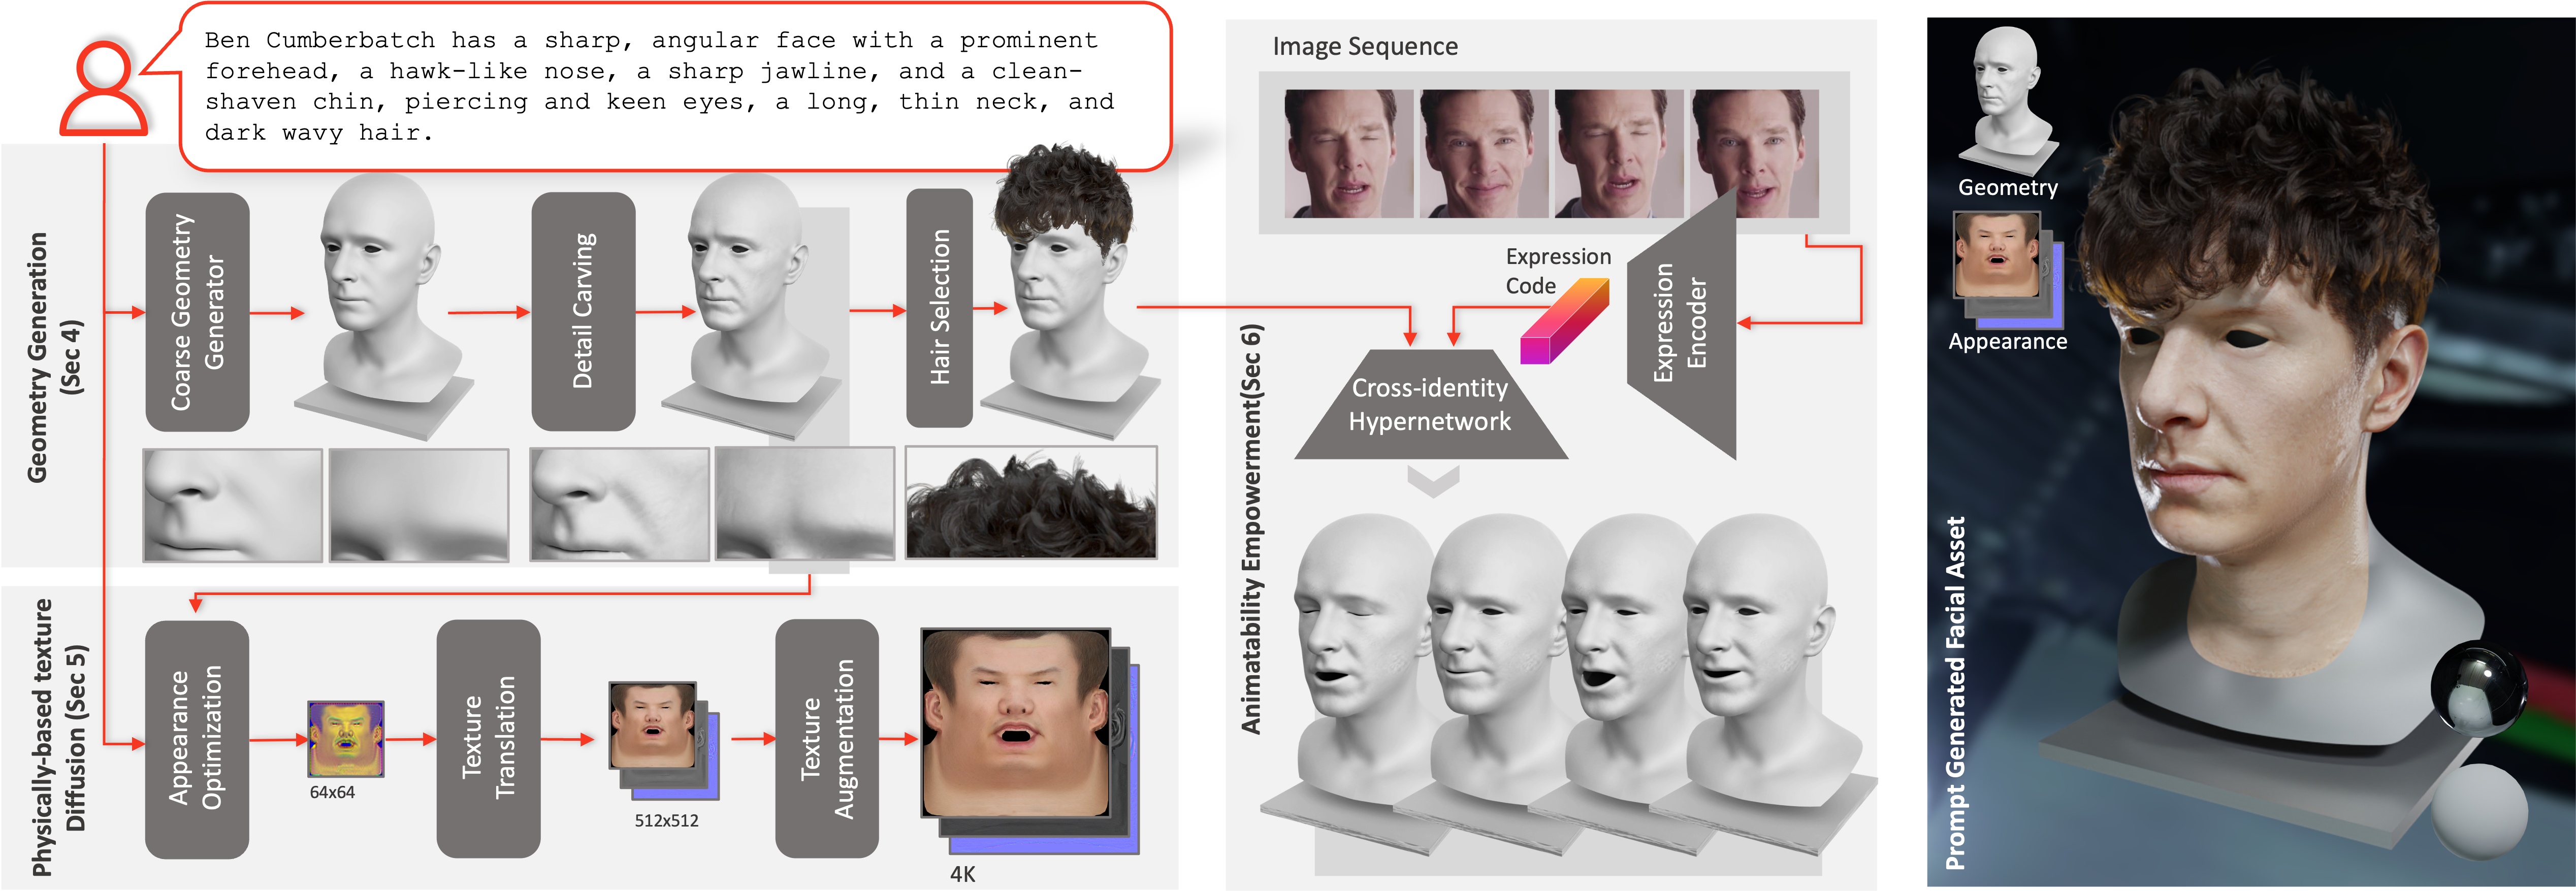 Ben Cumberbatch has a sharp, angular face with a prominent
forehead, a hawk-like nose, a sharp jawline, and a clean-
shaven chin, piercing and keen eyes, a long, thin neck, and
dark wavy hair.
Geometry Generation
(Sec 4)
Coarse Geometry
Generator
Detail Carving
Hair Selection
Physically-based texture
Diffusion (Sec 5)
Appearance
Optimization
64x64
Texture
Translation
512x512
Texture
Augmentation
4K
Animatability Empowerment(Sec 6)
Image Sequence
Expression
Code
Expression
Encoder
Cross-identity
Hypernetwork
Geometry
Appearance
Prompt Generated Facial Asset